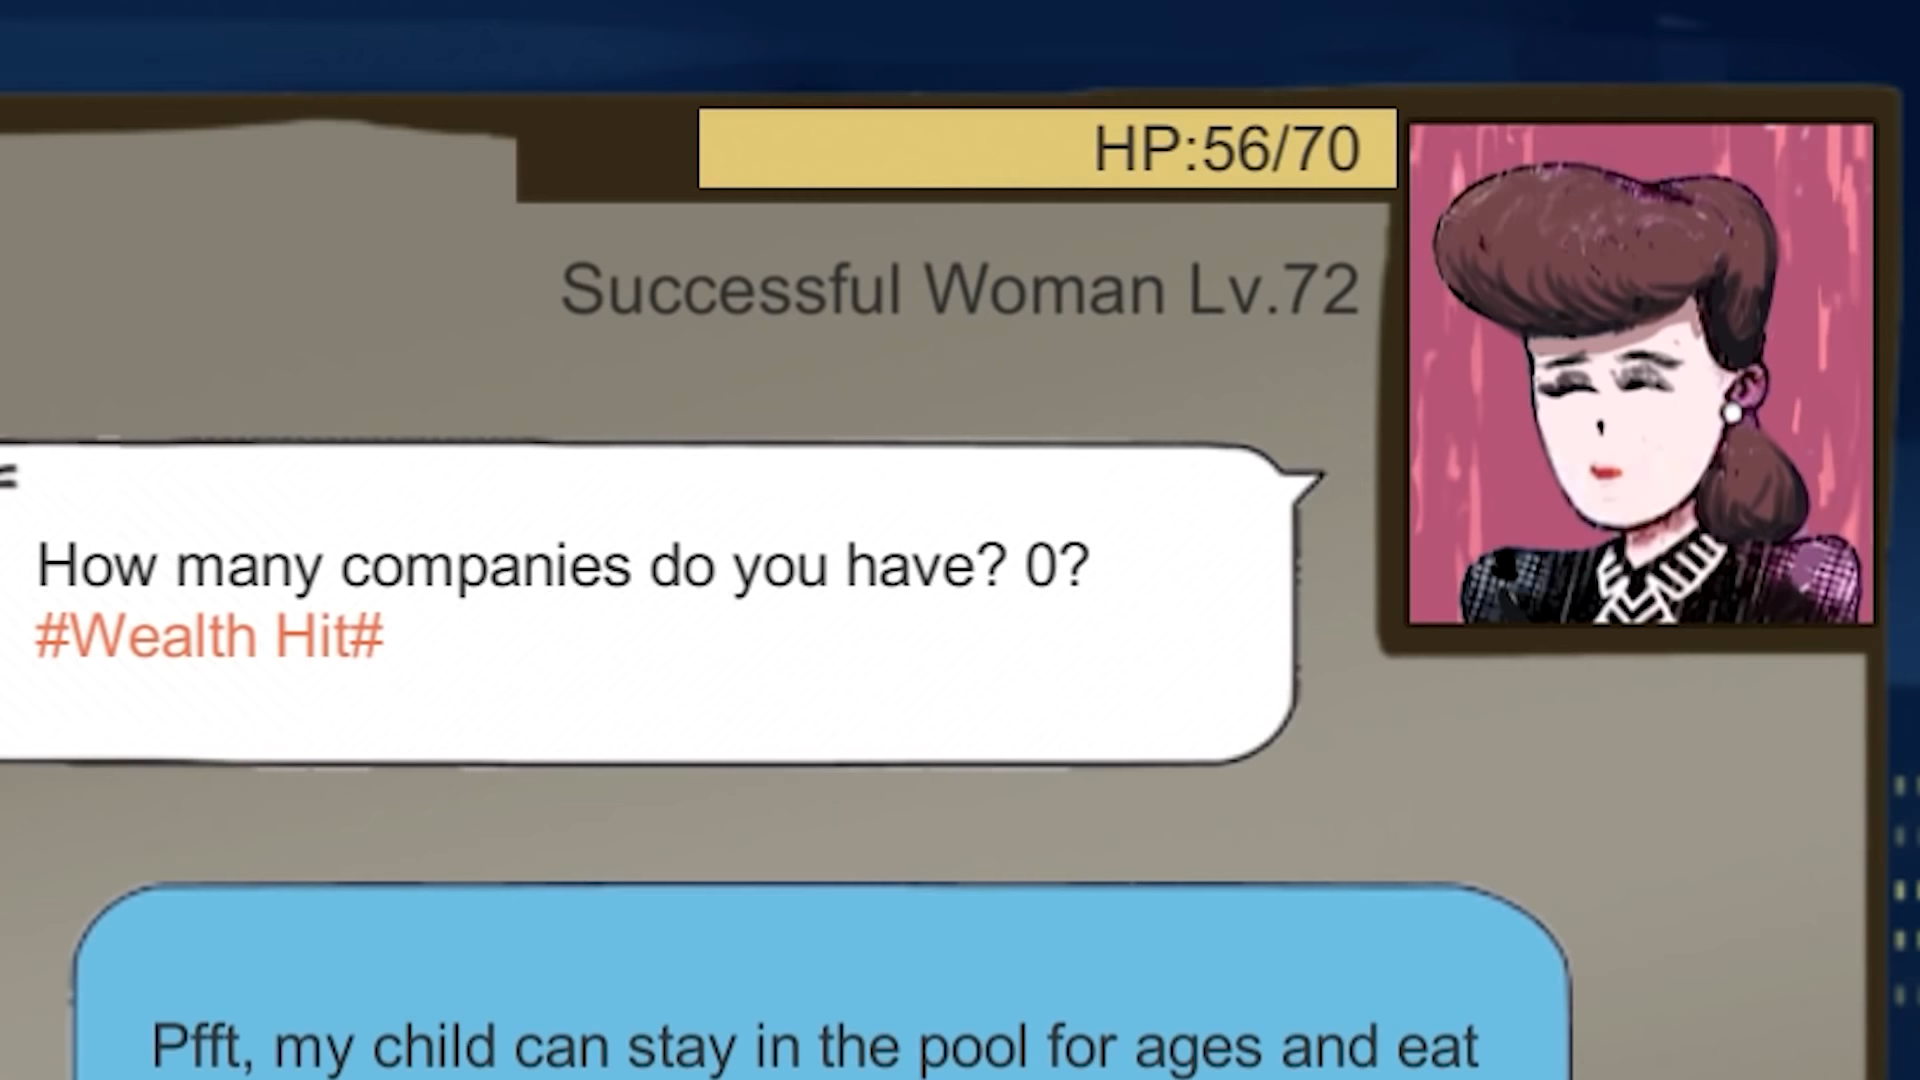 HP:56/70
Successful Woman Lv.72
How many companies do you have? 0?
#Wealth Hit#
Pfft, my child can stay in the pool for ages and eat